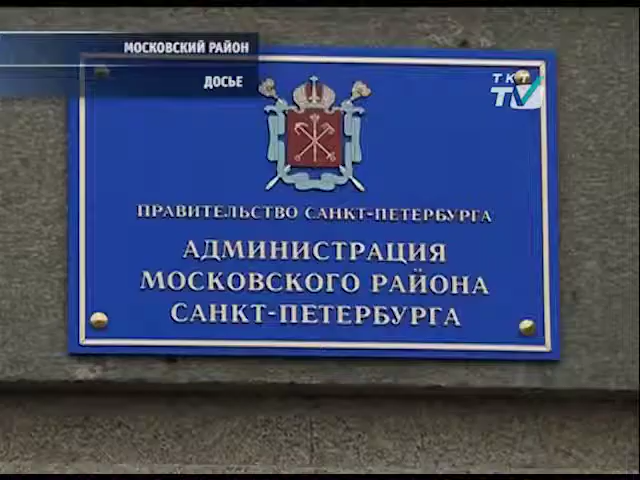 МОСКОВСКИЙ РАЙОН
ДОСЬЕ
ТКТ
TV
ПРАВИТЕЛЬСТВО САНКТ-ПЕТЕРБУРГА
АДМИНИСТРАЦИЯ
МОСКОВСКОГО РАЙОНА
САНКТ-ПЕТЕРБУРГА